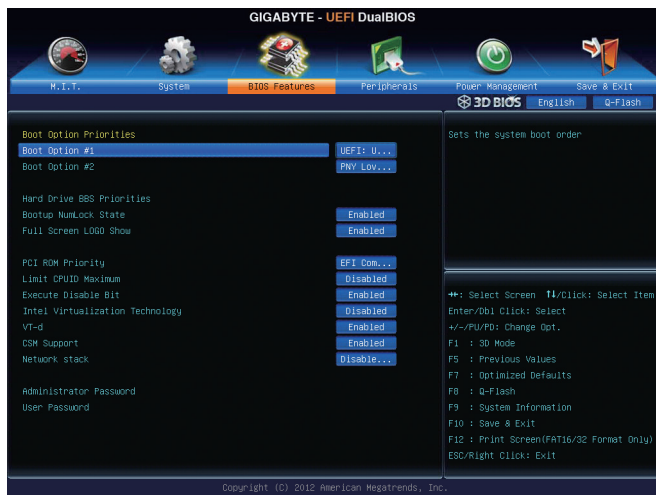 GIGABYTE - UEFI DualBIOS
M.I.T. System BIOS Features Peripherals Power Management Save & Exit
3D BIOS English Q-Flash
Boot Option Priorities
Boot Option #1 UEFI: U...
Boot Option #2 PNY Lov...
Hard Drive BBS Priorities
Bootup NumLock State Enabled
Full Screen LOGO Show Enabled
PCI ROM Priority EFI Com...
Limit CPUID Maximum Disabled
Execute Disable Bit Enabled
Intel Virtualization Technology Disabled
VT-d Enabled
CSM Support Enabled
Network stack Disable...
Administrator Password
User Password
Sets the system boot order
→←: Select Screen ↑↓/Click: Select Item
Enter/Dbl Click: Select
+/-/PU/PD: Change Opt.
F1 : 3D Mode
F5 : Previous Values
F7 : Optimized Defaults
F8 : Q-Flash
F9 : System Information
F10 : Save & Exit
F12 : Print Screen(FAT16/32 Format Only)
ESC/Right Click: Exit
Copyright (C) 2012 American Megatrends, Inc.